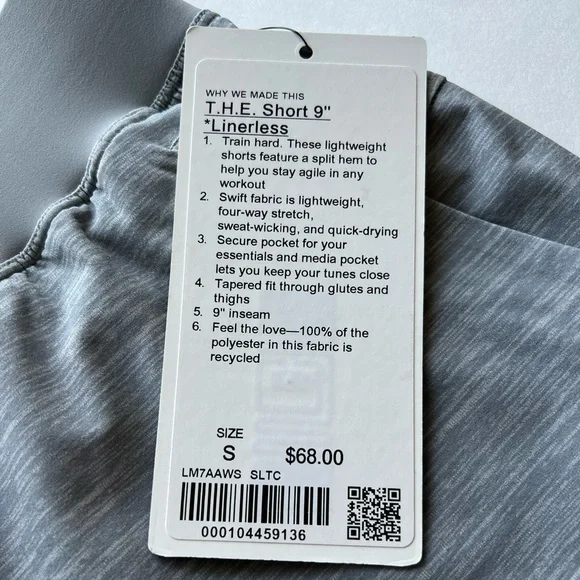 WHY WE MADE THIS
T.H.E. Short 9"
*Linerless
1. Train hard. These lightweight
shorts feature a split hem to
help you stay agile in any
workout
2. Swift fabric is lightweight,
four-way stretch,
sweat-wicking, and quick-drying
3. Secure pocket for your
essentials and media pocket
lets you keep your tunes close
4. Tapered fit through glutes and
thighs
5. 9" inseam
6. Feel the love—100% of the
polyester in this fabric is
recycled
SIZE
S $68.00
LM7AAWS SLTC
000104459136